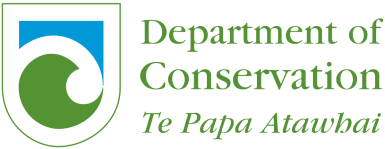 Department of
Conservation
Te Papa Atawhai